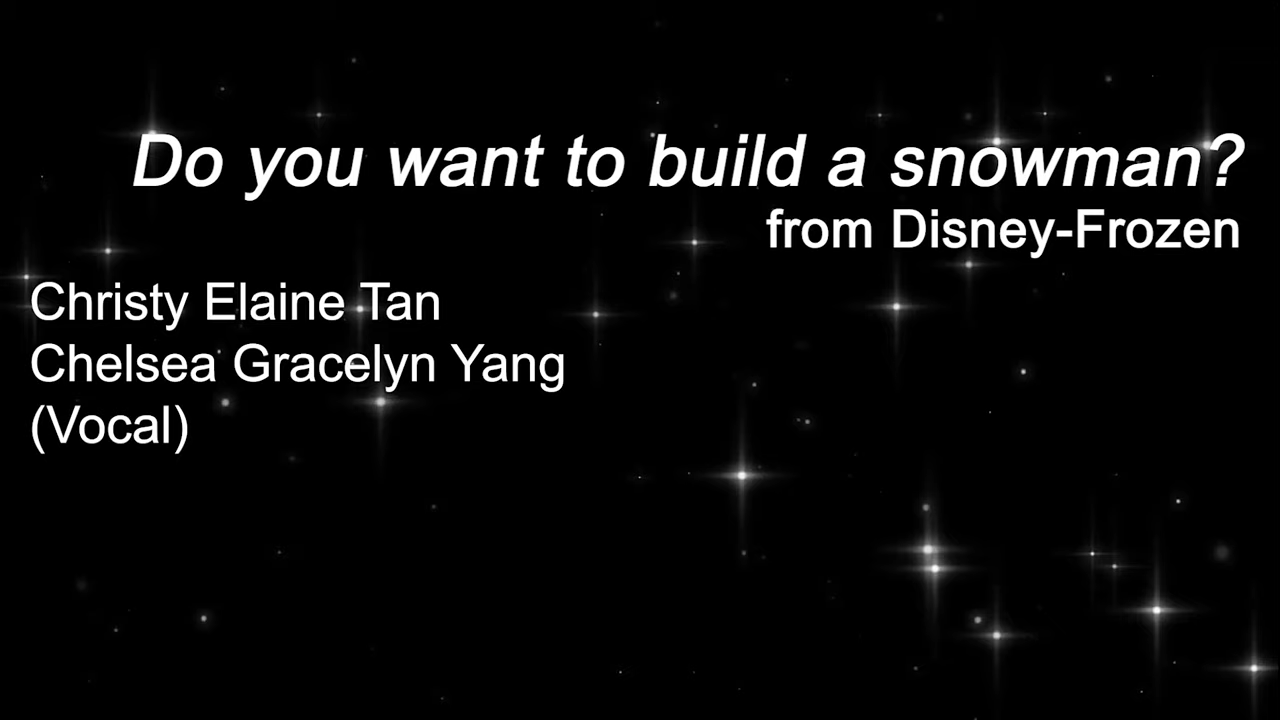 Do you want to build a snowman?
from Disney-Frozen
Christy Elaine Tan
Chelsea Gracelyn Yang
(Vocal)